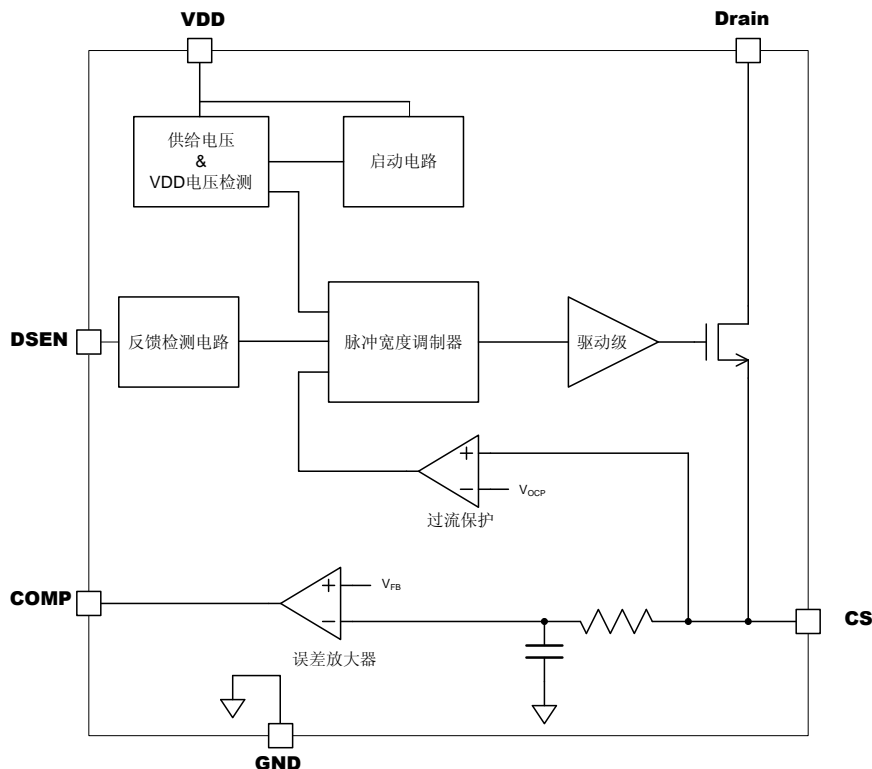 VDD
Drain
供给电压
&
VDD电压检测
启动电路
DSEN
反馈检测电路
脉冲宽度调制器
驱动级
+
−
VOCP
过流保护
COMP
+
−
VFB
误差放大器
CS
GND